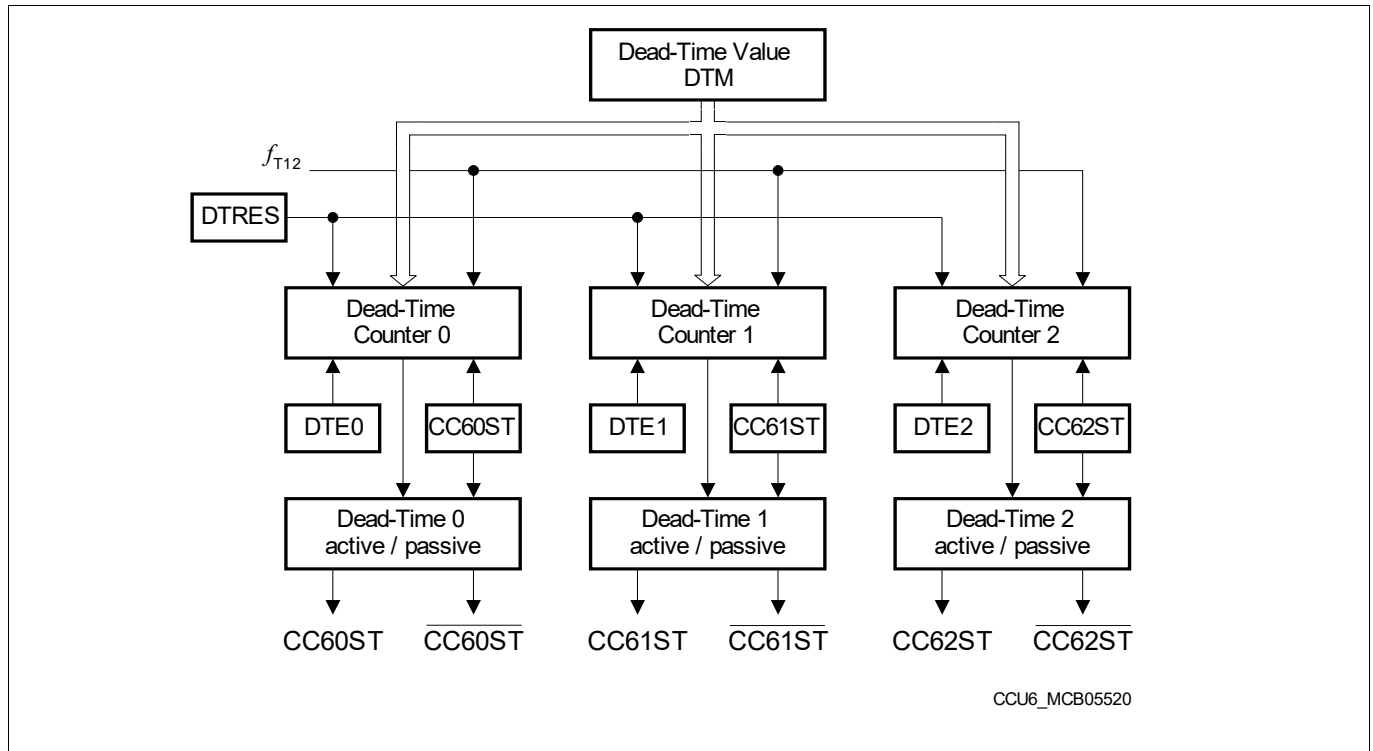 Dead-Time Value
DTM
fT12
DTRES
Dead-Time
Counter 0
Dead-Time
Counter 1
Dead-Time
Counter 2
DTE0
CC60ST
DTE1
CC61ST
DTE2
CC62ST
Dead-Time 0
active / passive
Dead-Time 1
active / passive
Dead-Time 2
active / passive
CC60ST
CC60ST
CC61ST
CC61ST
CC62ST
CC62ST
CCU6_MCB05520